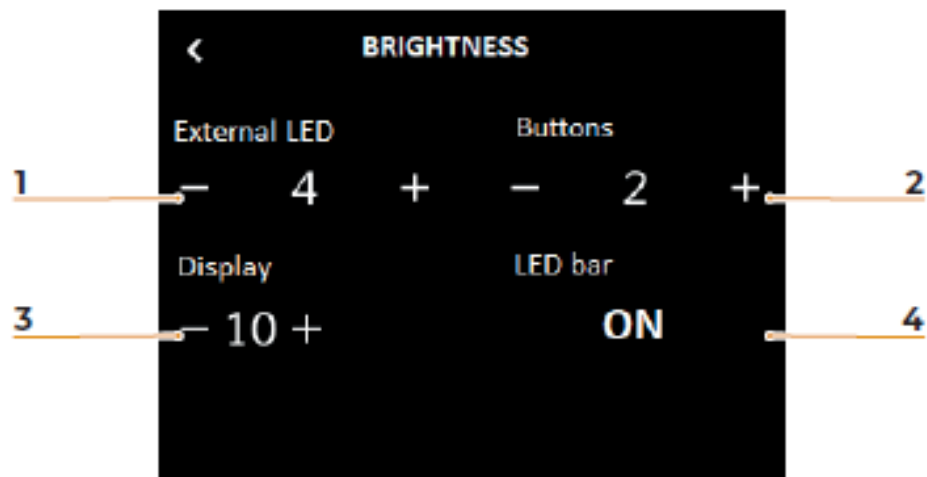 < BRIGHTNESS
External LED Buttons
1 − 4 + − 2 + 2
Display LED bar
3 − 10 + ON 4